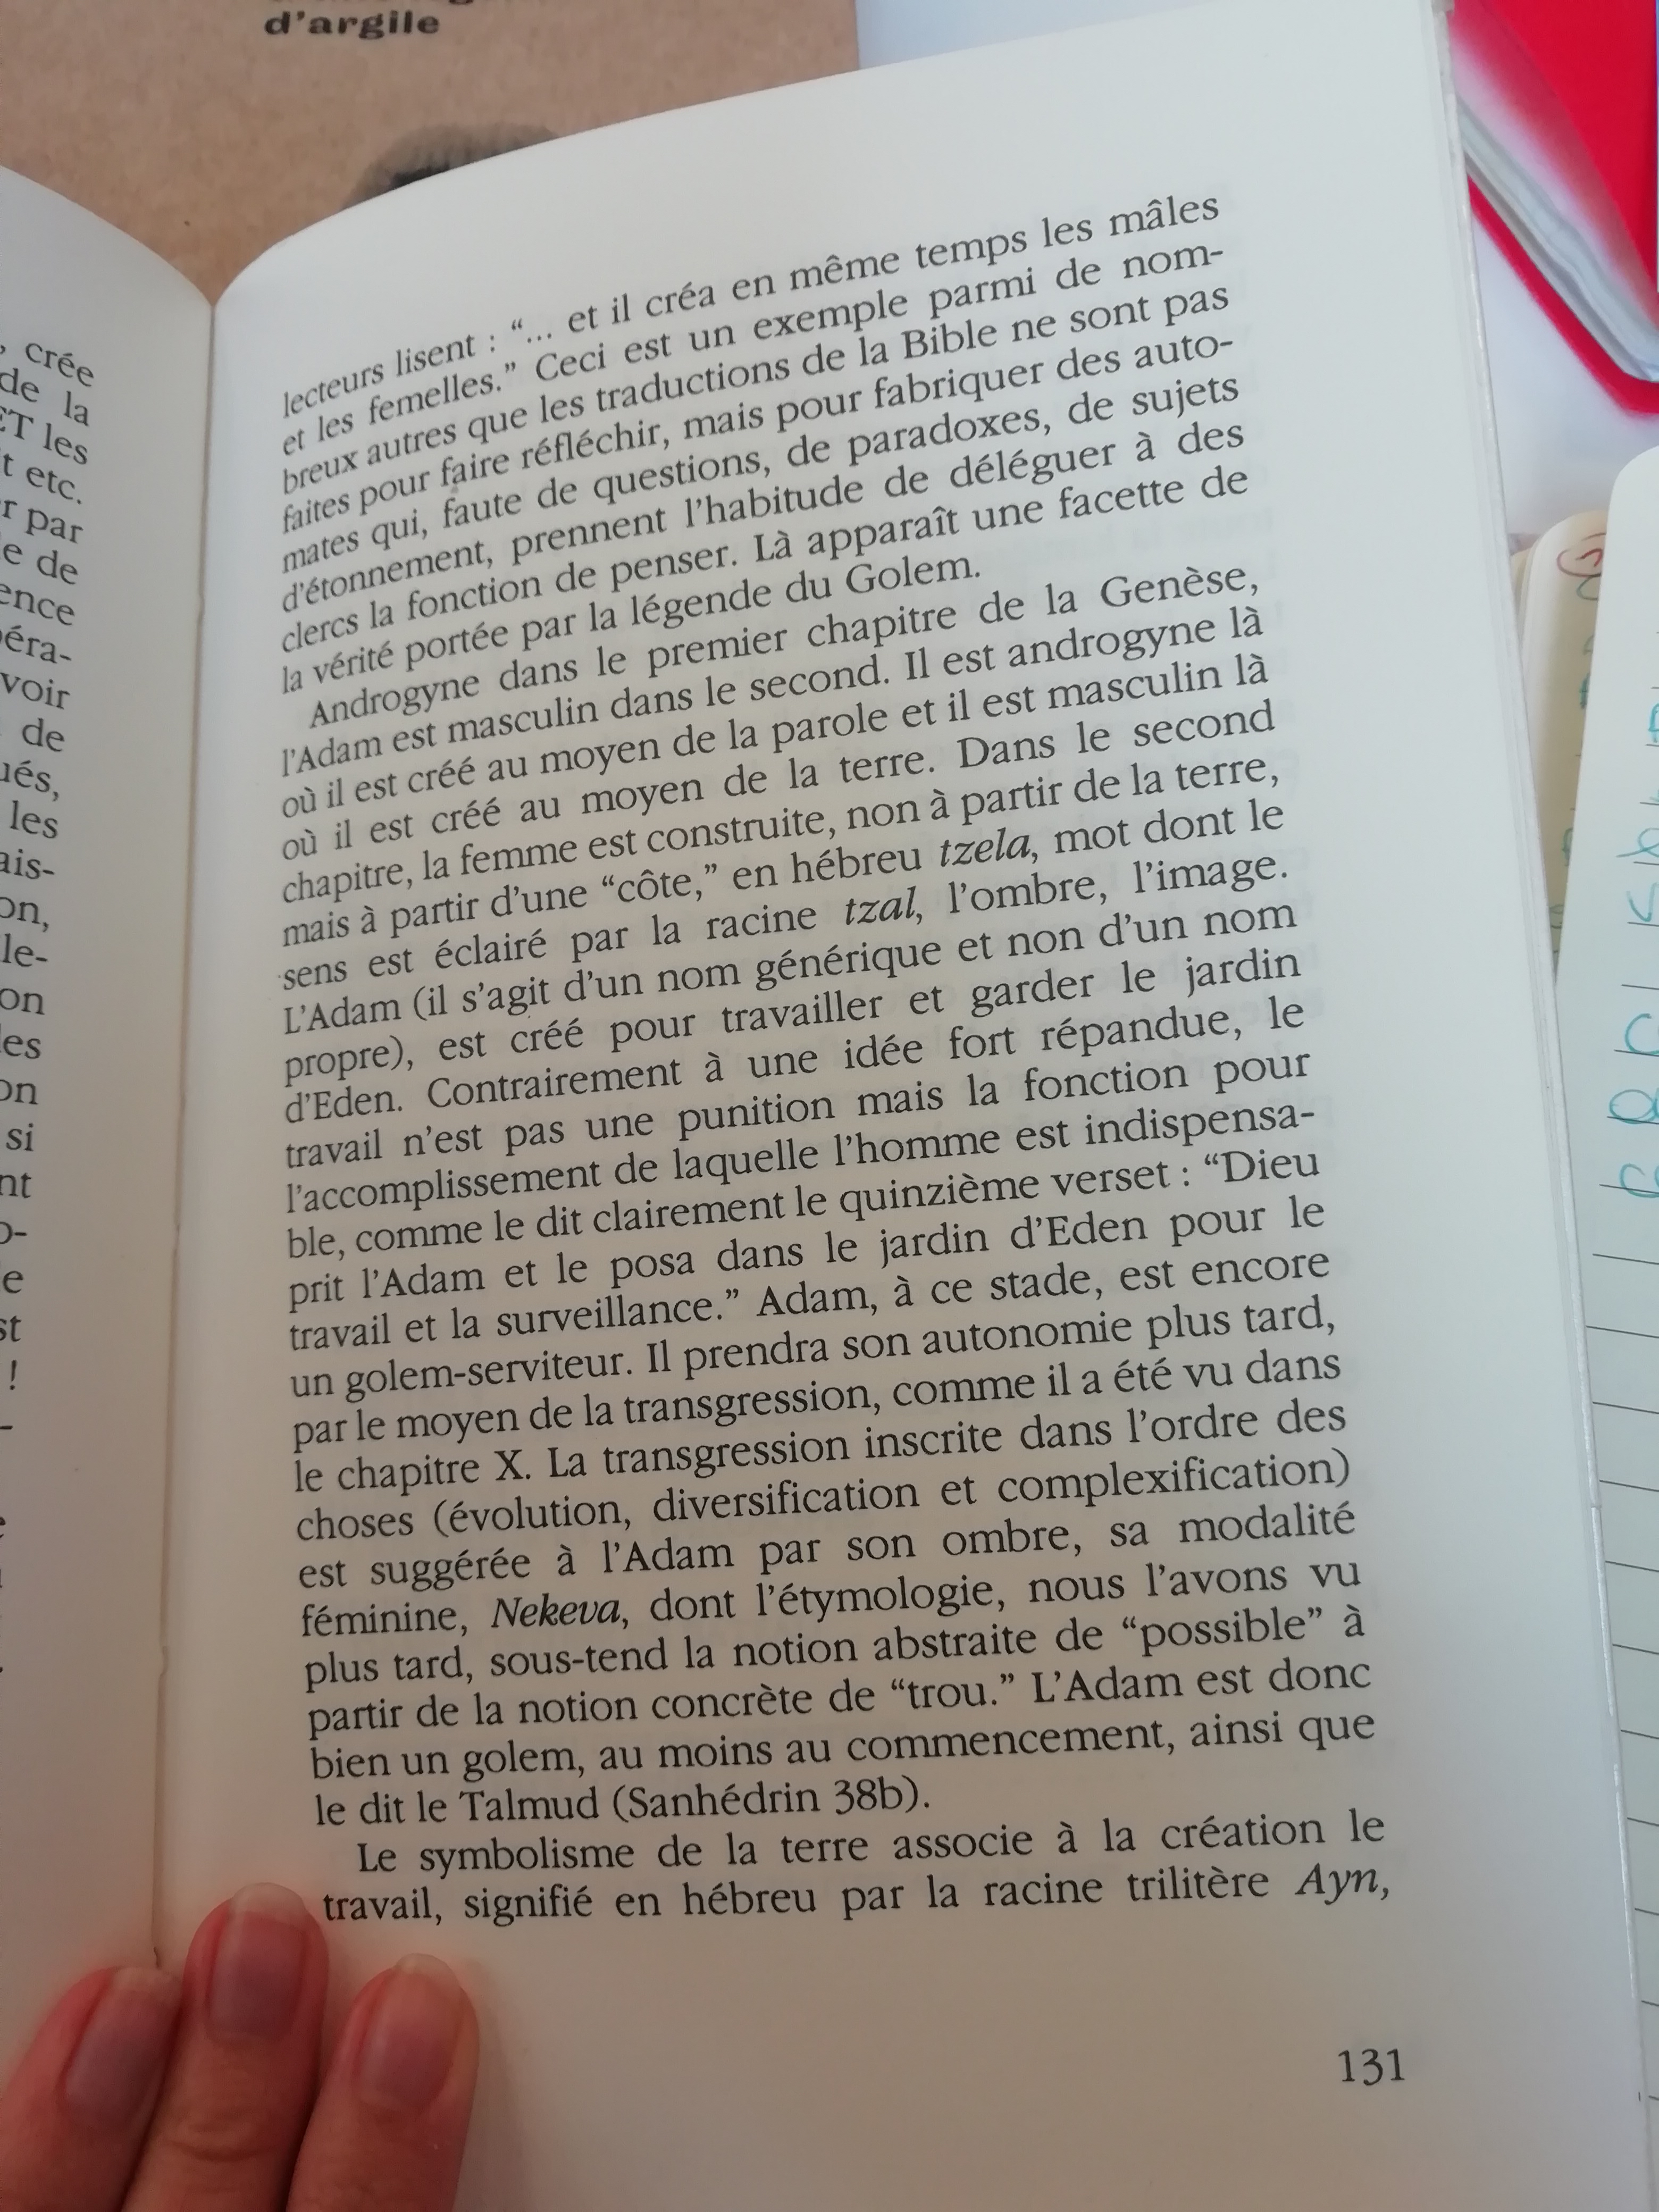 d'argile
, crée
de la
ET les
t etc.
r par
e de
ence
éra-
voir
de
ués,
les
ais-
on,
le-
on
les
on
si
nt
o-
e
st
!
-
lecteurs lisent : “... et il créa en même temps les mâles
et les femelles.” Ceci est un exemple parmi de nom-
breux autres que les traductions de la Bible ne sont pas
faites pour faire réfléchir, mais pour fabriquer des auto-
mates qui, faute de questions, de paradoxes, de sujets
d'étonnement, prennent l'habitude de déléguer à des
clercs la fonction de penser. Là apparaît une facette de
la vérité portée par la légende du Golem.
Androgyne dans le premier chapitre de la Genèse,
l'Adam est masculin dans le second. Il est androgyne là
où il est créé au moyen de la parole et il est masculin là
où il est créé au moyen de la terre. Dans le second
chapitre, la femme est construite, non à partir de la terre,
mais à partir d'une “côte,” en hébreu tzela, mot dont le
sens est éclairé par la racine tzal, l'ombre, l'image.
L'Adam (il s'agit d'un nom générique et non d'un nom
propre), est créé pour travailler et garder le jardin
d'Eden. Contrairement à une idée fort répandue, le
travail n'est pas une punition mais la fonction pour
l'accomplissement de laquelle l'homme est indispensa-
ble, comme le dit clairement le quinzième verset : “Dieu
prit l'Adam et le posa dans le jardin d'Eden pour le
travail et la surveillance.” Adam, à ce stade, est encore
un golem-serviteur. Il prendra son autonomie plus tard,
par le moyen de la transgression, comme il a été vu dans
le chapitre X. La transgression inscrite dans l'ordre des
choses (évolution, diversification et complexification)
est suggérée à l'Adam par son ombre, sa modalité
féminine, Nekeva, dont l'étymologie, nous l'avons vu
plus tard, sous-tend la notion abstraite de “possible” à
partir de la notion concrète de “trou.” L'Adam est donc
bien un golem, au moins au commencement, ainsi que
le dit le Talmud (Sanhédrin 38b).
Le symbolisme de la terre associe à la création le
travail, signifié en hébreu par la racine trilitère Ayn,
131